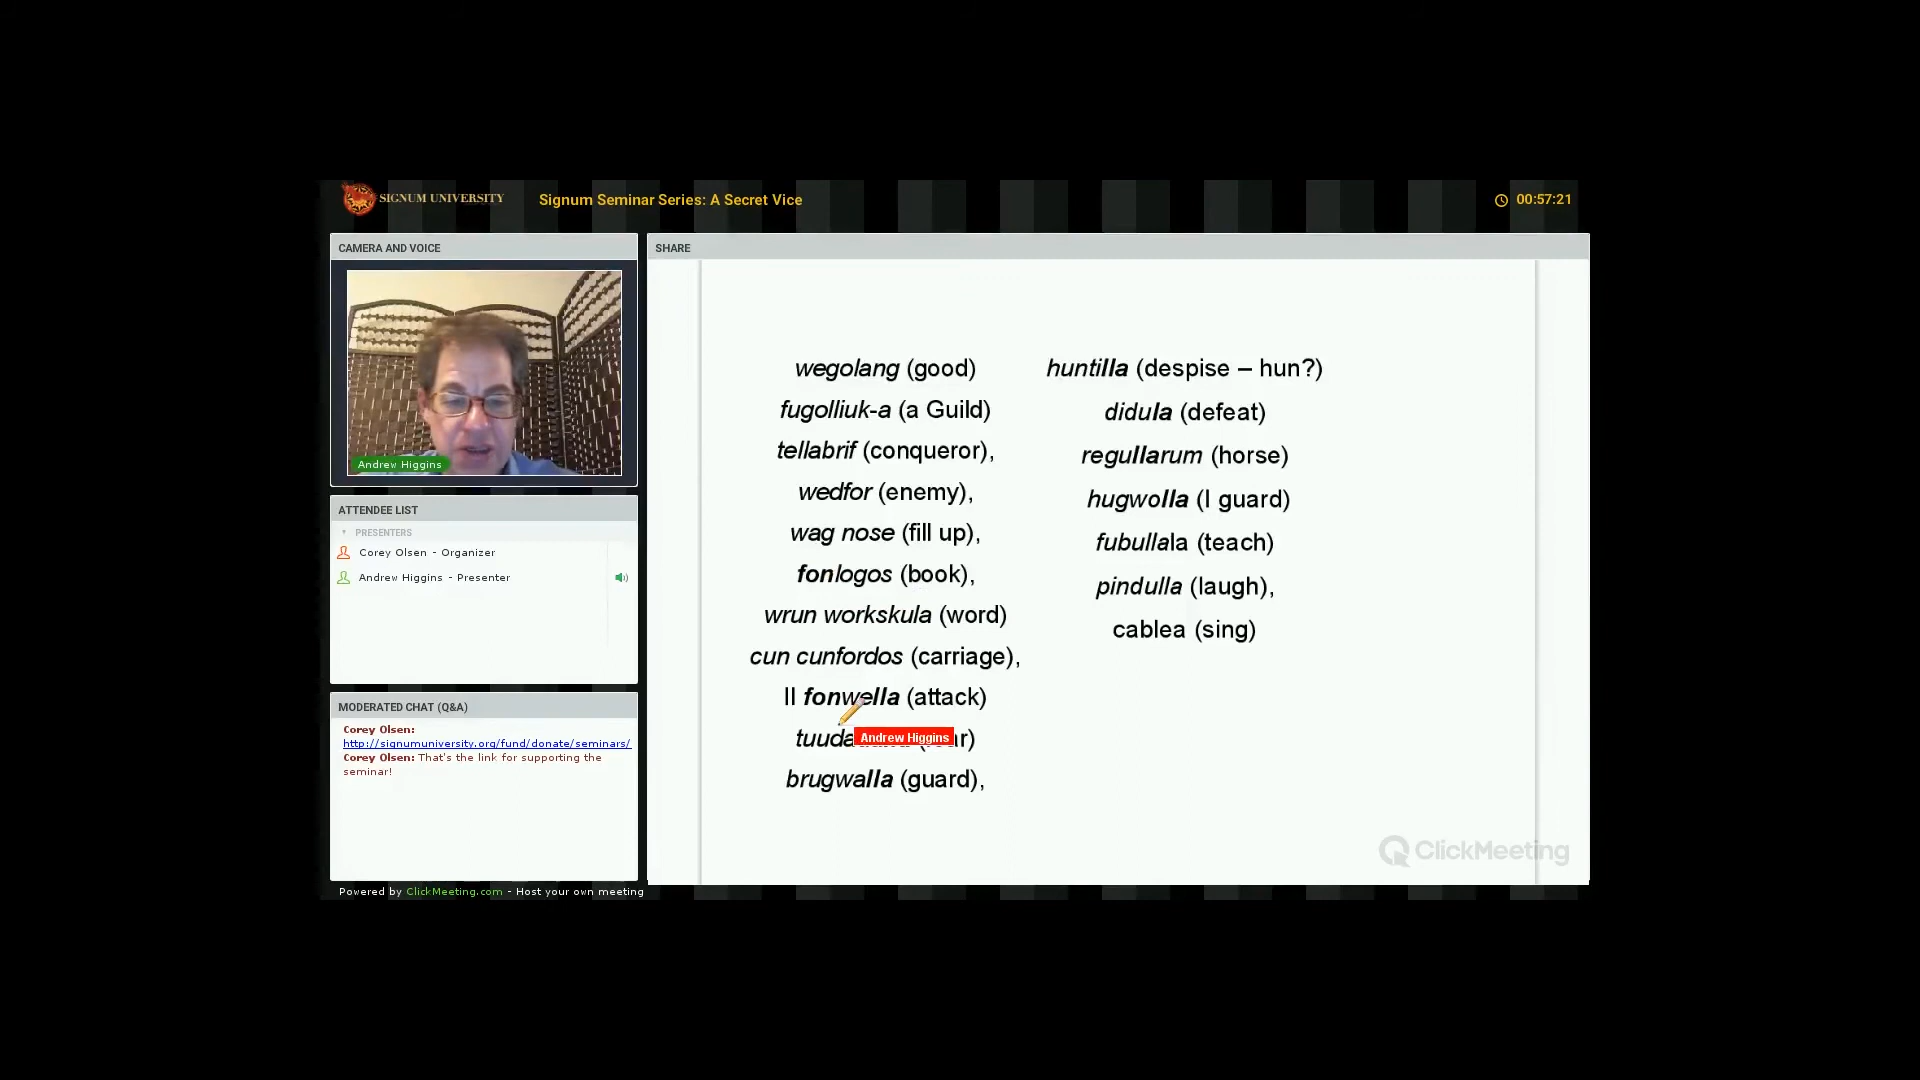 SIGNUM UNIVERSITY
Signum Seminar Series: A Secret Vice
00:57:21
CAMERA AND VOICE
Andrew Higgins
ATTENDEE LIST
PRESENTERS
Corey Olsen - Organizer
Andrew Higgins - Presenter
MODERATED CHAT (Q&A)
Corey Olsen:
http://signumuniversity.org/fund/donate/seminars/
Corey Olsen: That's the link for supporting the
seminar!
Powered by ClickMeeting.com - Host your own meeting
SHARE
wegolang (good)
fugolliuk-a (a Guild)
tellabrif (conqueror),
wedfor (enemy),
wag nose (fill up),
fonlogos (book),
wrun workskula (word)
cun cunfordos (carriage),
II fonwella (attack)
Andrew Higgins
brugwalla (guard),
huntilla (despise – hun?)
didula (defeat)
regullarum (horse)
hugwolla (I guard)
fubullala (teach)
pindulla (laugh),
cablea (sing)
ClickMeeting